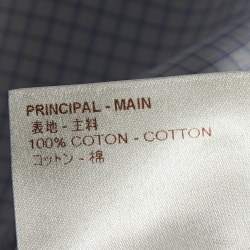 PRINCIPAL - MAIN
表地 - 主料
100% COTON - COTTON
コットン - 棉